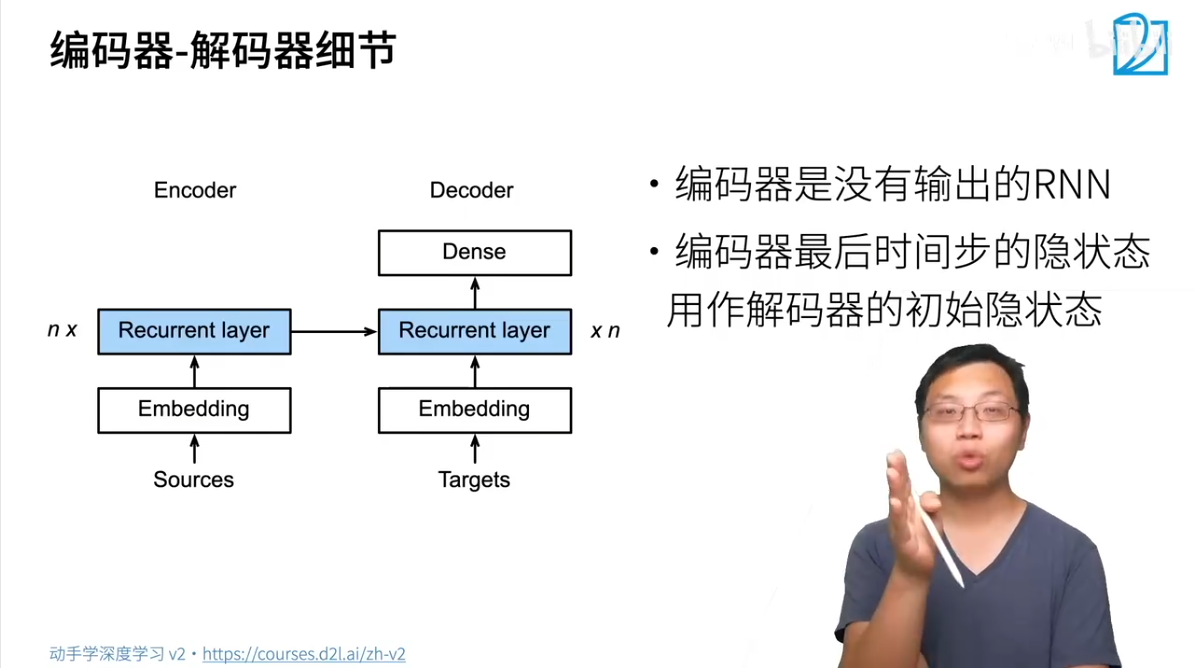 编码器-解码器细节
Encoder
Decoder
Dense
n x
Recurrent layer
Recurrent layer
x n
Embedding
Embedding
Sources
Targets
• 编码器是没有输出的RNN
• 编码器最后时间步的隐状态
用作解码器的初始隐状态
动手学深度学习 v2 • https://courses.d2l.ai/zh-v2